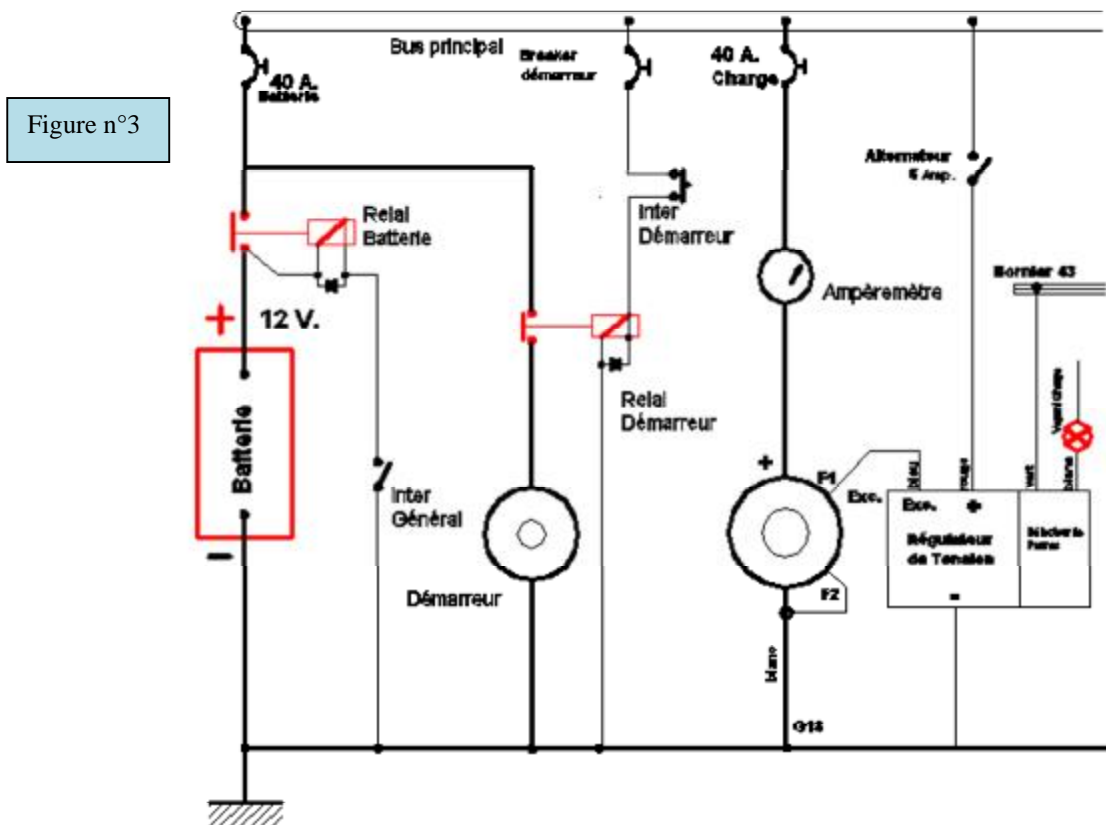 Bus principal
40 A.
Batterie
Breaker
démarreur
40 A.
Charge
Figure n°3
Alternateur
5 Amp.
Relai
Batterie
Inter
Démarreur
Bornier 43
Ampèremètre
+
12 V.
Relai
Démarreur
Voyant charge
Batterie
Inter
Général
+
F1
bleu
rouge
vert
blanc
Exc.
Exc.
+
Régulateur
de Tension
-
Démarreur
F2
blanc
G18